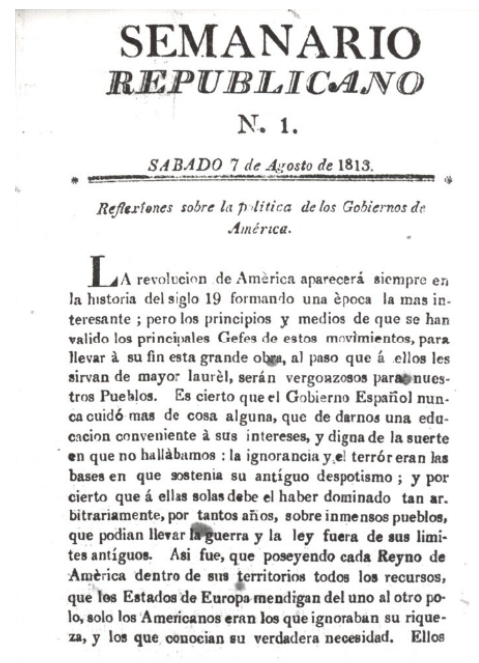 SEMANARIO
REPUBLICANO
N. 1.
SABADO 7 de Agosto de 1813.
Reflexiones sobre la politica de los Gobiernos de
América.
LA revolucion de Amèrica aparecerá siempre en
la historia del siglo 19 formando una època la mas in-
teresante ; pero los principios y medios de que se han
valido los principales Gefes de estos movimientos, para
llevar à su fin esta grande obra, al paso que á ellos les
sirvan de mayor laurèl, serán vergonzosos para nues-
tros Pueblos. Es cierto que el Gobierno Español nun-
ca cuidó mas de cosa alguna, que de darnos una edu-
cacion conveniente à sus intereses, y digna de la suerte
en que no hallàbamos : la ignorancia y el terrór eran las
bases en que sostenia su antíguo despotismo ; y por
cierto que á ellas solas debe el haber dominado tan ar.
bitrariamente, por tantos años, sobre inmensos pueblos,
que podian llevar la guerra y la ley fuera de sus limi-
tes antíguos. Asi fue, que poseyendo cada Reyno de
Amèrica dentro de sus territorios todos los recursos,
que los Estados de Europa mendigan del uno al otro po-
lo, solo los Americanos eran los que ignoraban su rique-
za, y los que conocian su verdadera necesidad. Ellos